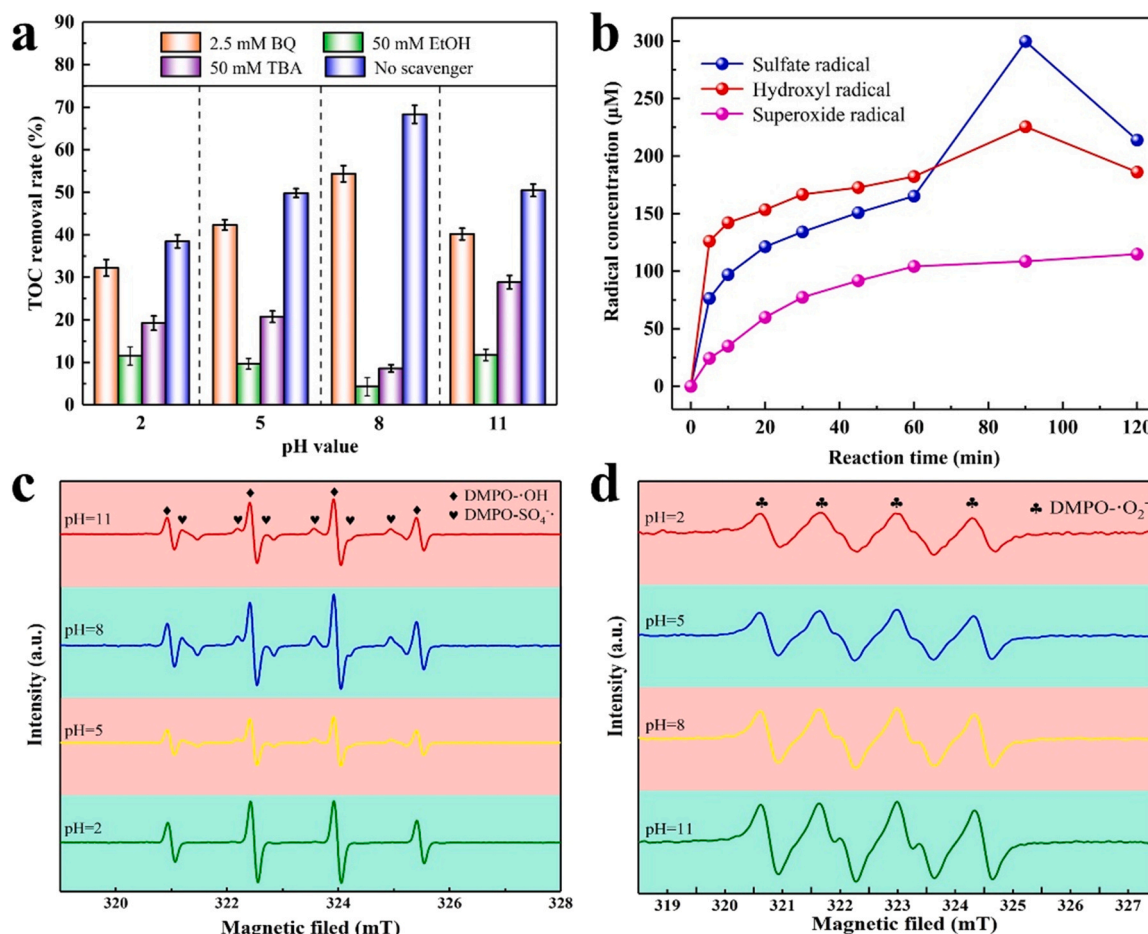 a
90
80
70
60
50
40
30
20
10
0
TOC removal rate (%)
2.5 mM BQ
50 mM EtOH
50 mM TBA
No scavenger
2
5
8
11
pH value
b
300
250
200
150
100
50
0
Radical concentration (μM)
Sulfate radical
Hydroxyl radical
Superoxide radical
0
20
40
60
80
100
120
Reaction time (min)
c
DMPO-·OH
DMPO-SO₄⁻·
pH=11
pH=8
pH=5
pH=2
Intensity (a.u.)
320
322
324
326
328
Magnetic filed (mT)
d
DMPO-·O₂⁻
pH=2
pH=5
pH=8
pH=11
Intensity (a.u.)
319
320
321
322
323
324
325
326
327
Magnetic filed (mT)